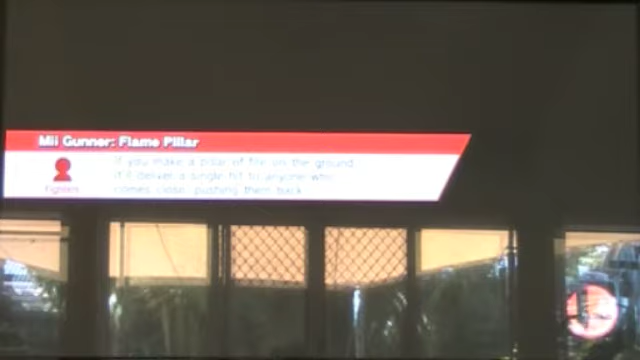 Mii Gunner: Flame Pillar
If you make a pillar of fire on the ground,
it'll deliver a single hit to anyone who
comes close, pushing them back.
Fighters